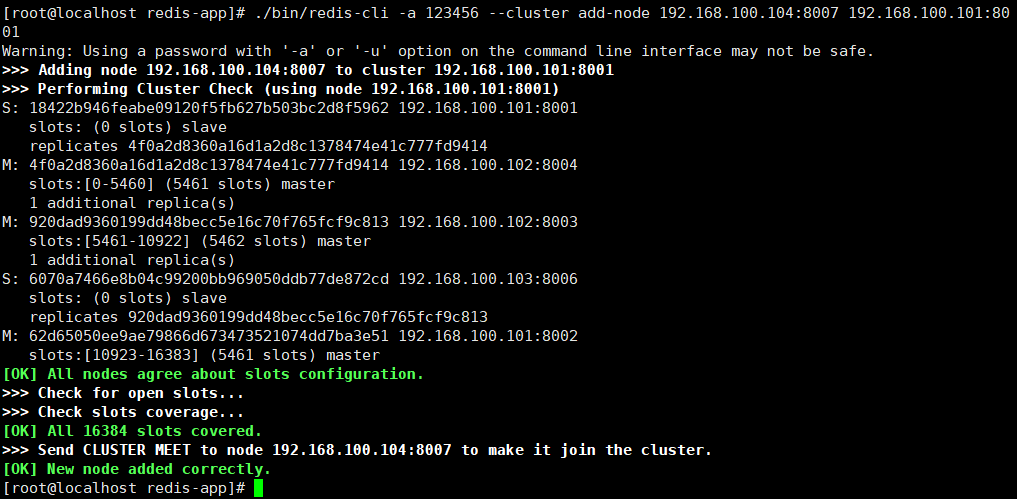 [root@localhost redis-app]# ./bin/redis-cli -a 123456 --cluster add-node 192.168.100.104:8007 192.168.100.101:80
01
Warning: Using a password with '-a' or '-u' option on the command line interface may not be safe.
>>> Adding node 192.168.100.104:8007 to cluster 192.168.100.101:8001
>>> Performing Cluster Check (using node 192.168.100.101:8001)
S: 18422b946feabe09120f5fb627b503bc2d8f5962 192.168.100.101:8001
   slots: (0 slots) slave
   replicates 4f0a2d8360a16d1a2d8c1378474e41c777fd9414
M: 4f0a2d8360a16d1a2d8c1378474e41c777fd9414 192.168.100.102:8004
   slots:[0-5460] (5461 slots) master
   1 additional replica(s)
M: 920dad9360199dd48becc5e16c70f765fcf9c813 192.168.100.102:8003
   slots:[5461-10922] (5462 slots) master
   1 additional replica(s)
S: 6070a7466e8b04c99200bb969050ddb77de872cd 192.168.100.103:8006
   slots: (0 slots) slave
   replicates 920dad9360199dd48becc5e16c70f765fcf9c813
M: 62d65050ee9ae79866d673473521074dd7ba3e51 192.168.100.101:8002
   slots:[10923-16383] (5461 slots) master
[OK] All nodes agree about slots configuration.
>>> Check for open slots...
>>> Check slots coverage...
[OK] All 16384 slots covered.
>>> Send CLUSTER MEET to node 192.168.100.104:8007 to make it join the cluster.
[OK] New node added correctly.
[root@localhost redis-app]#